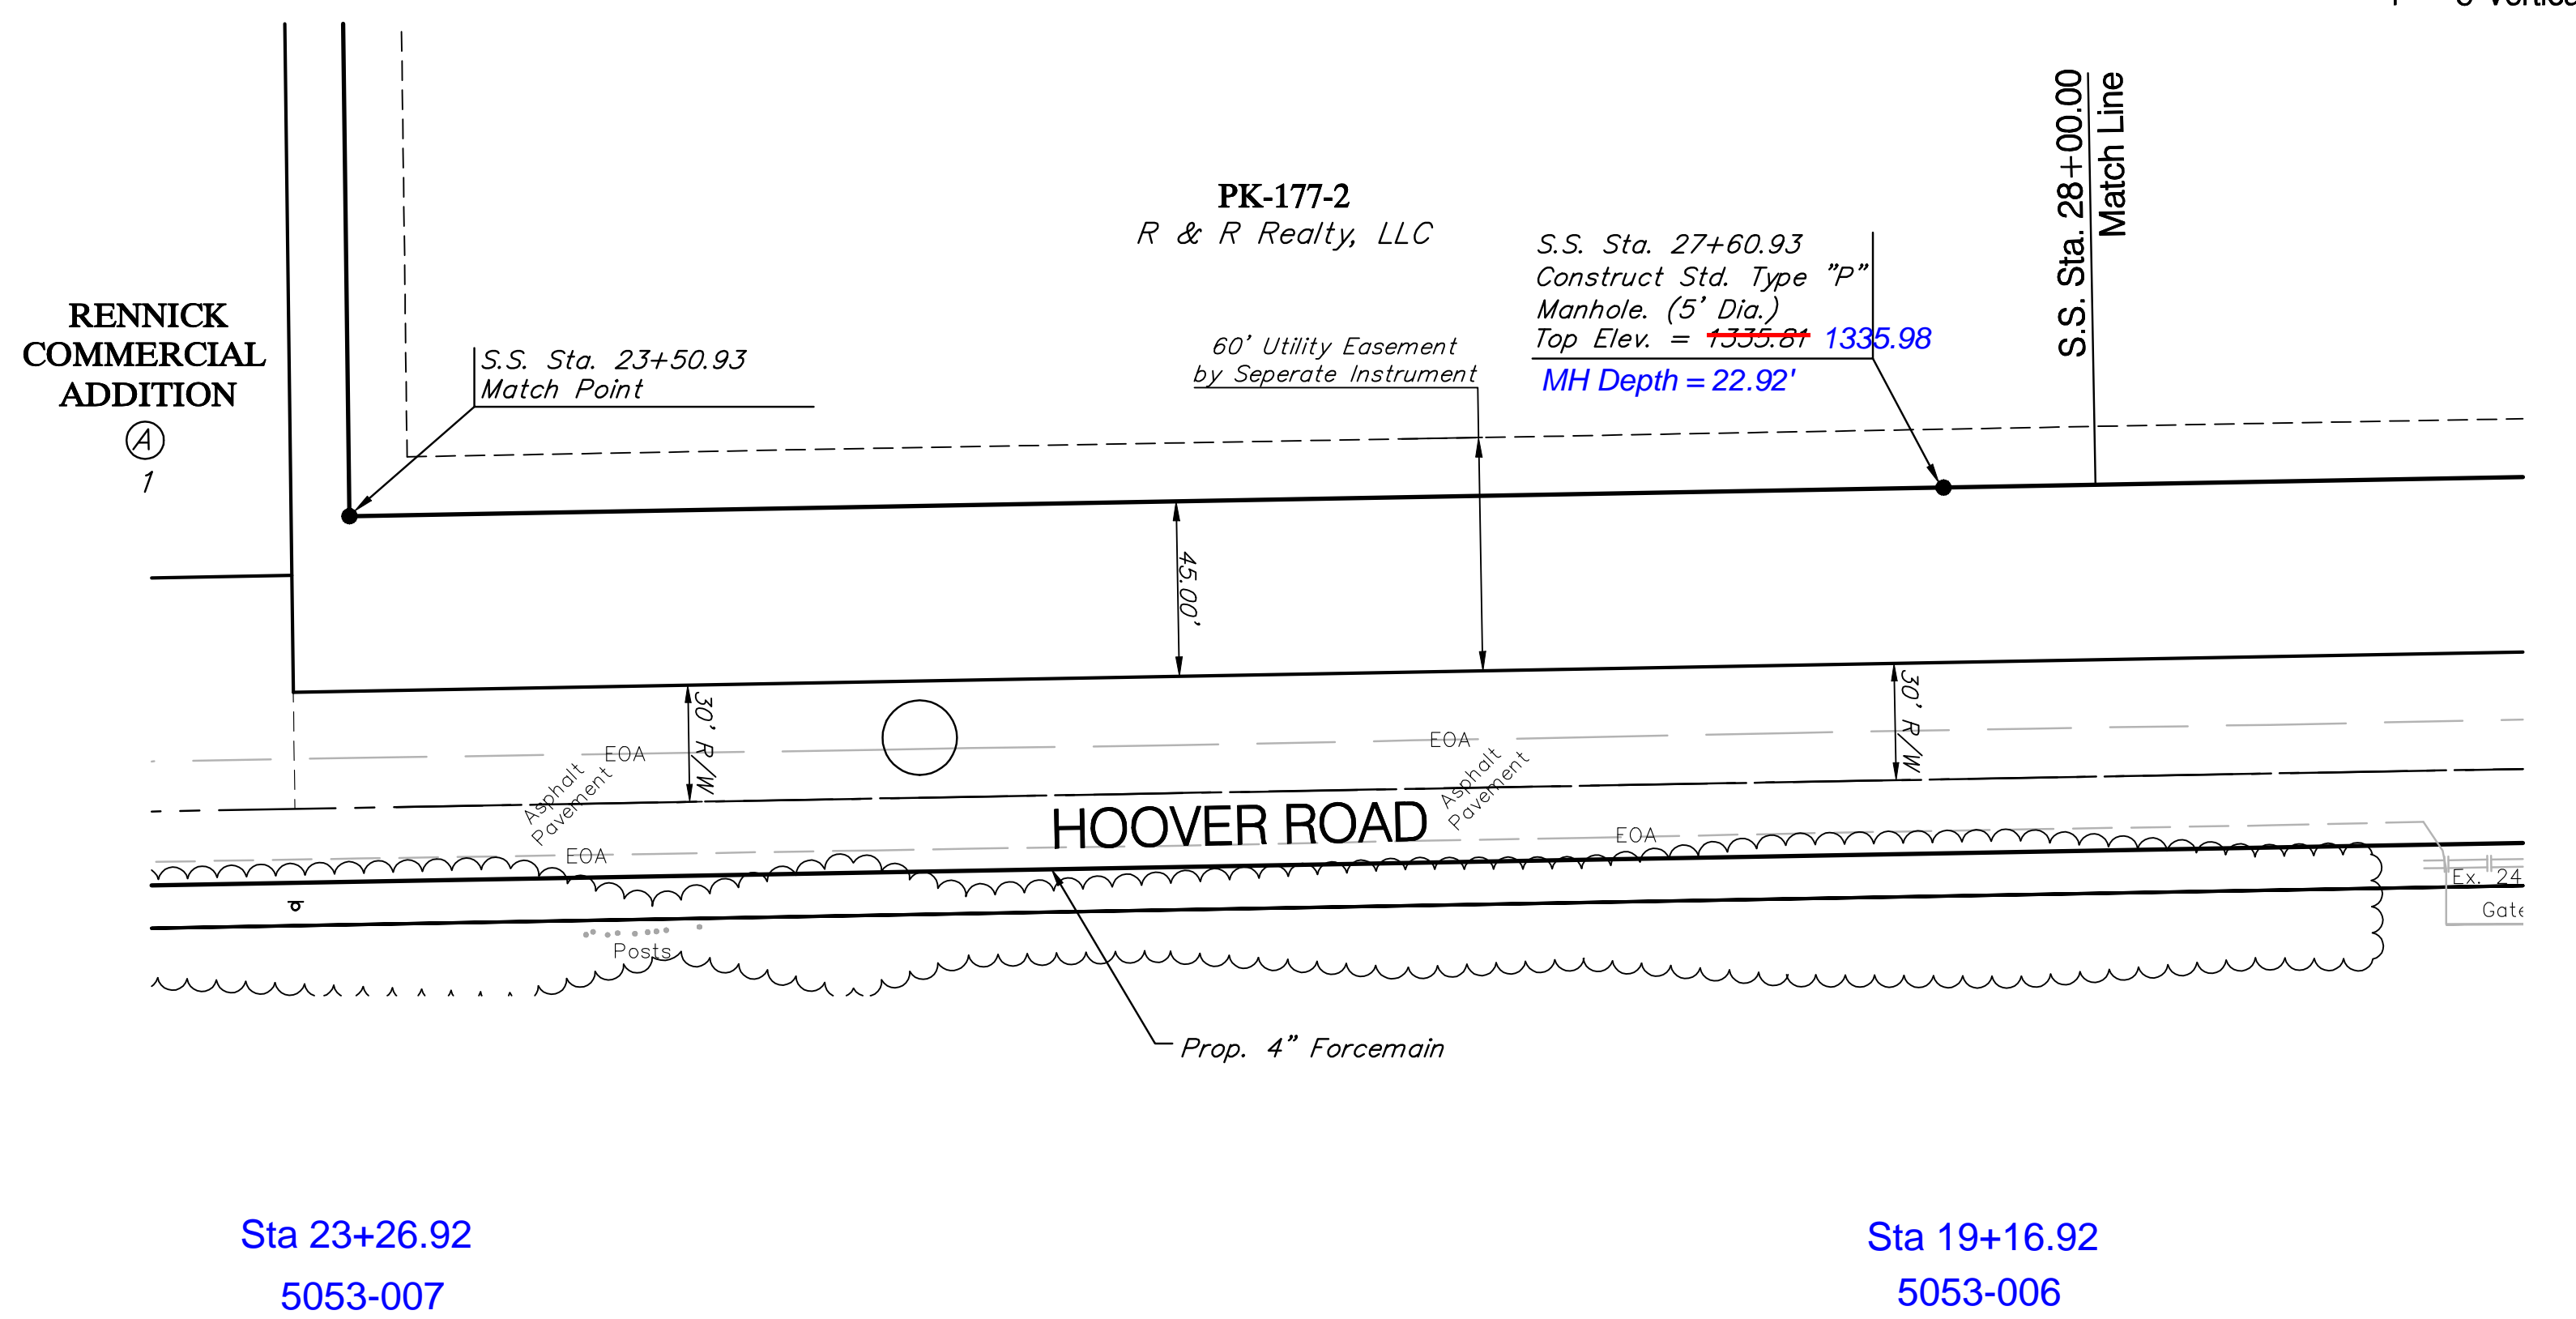 PK-177-2
R & R Realty, LLC
RENNICK
COMMERCIAL
ADDITION
A
1
S.S. Sta. 23+50.93
Match Point
60' Utility Easement
by Seperate Instrument
S.S. Sta. 27+60.93
Construct Std. Type "P"
Manhole. (5' Dia.)
Top Elev. = 1335.81 1335.98
MH Depth = 22.92'
S.S. Sta. 28+00.00
Match Line
45.00'
30' R/W
30' R/W
EOA
Asphalt
Pavement
EOA
Asphalt
Pavement
HOOVER ROAD
EOA
EOA
Ex. 24
Gate
Posts
Prop. 4" Forcemain
Sta 23+26.92
5053-007
Sta 19+16.92
5053-006